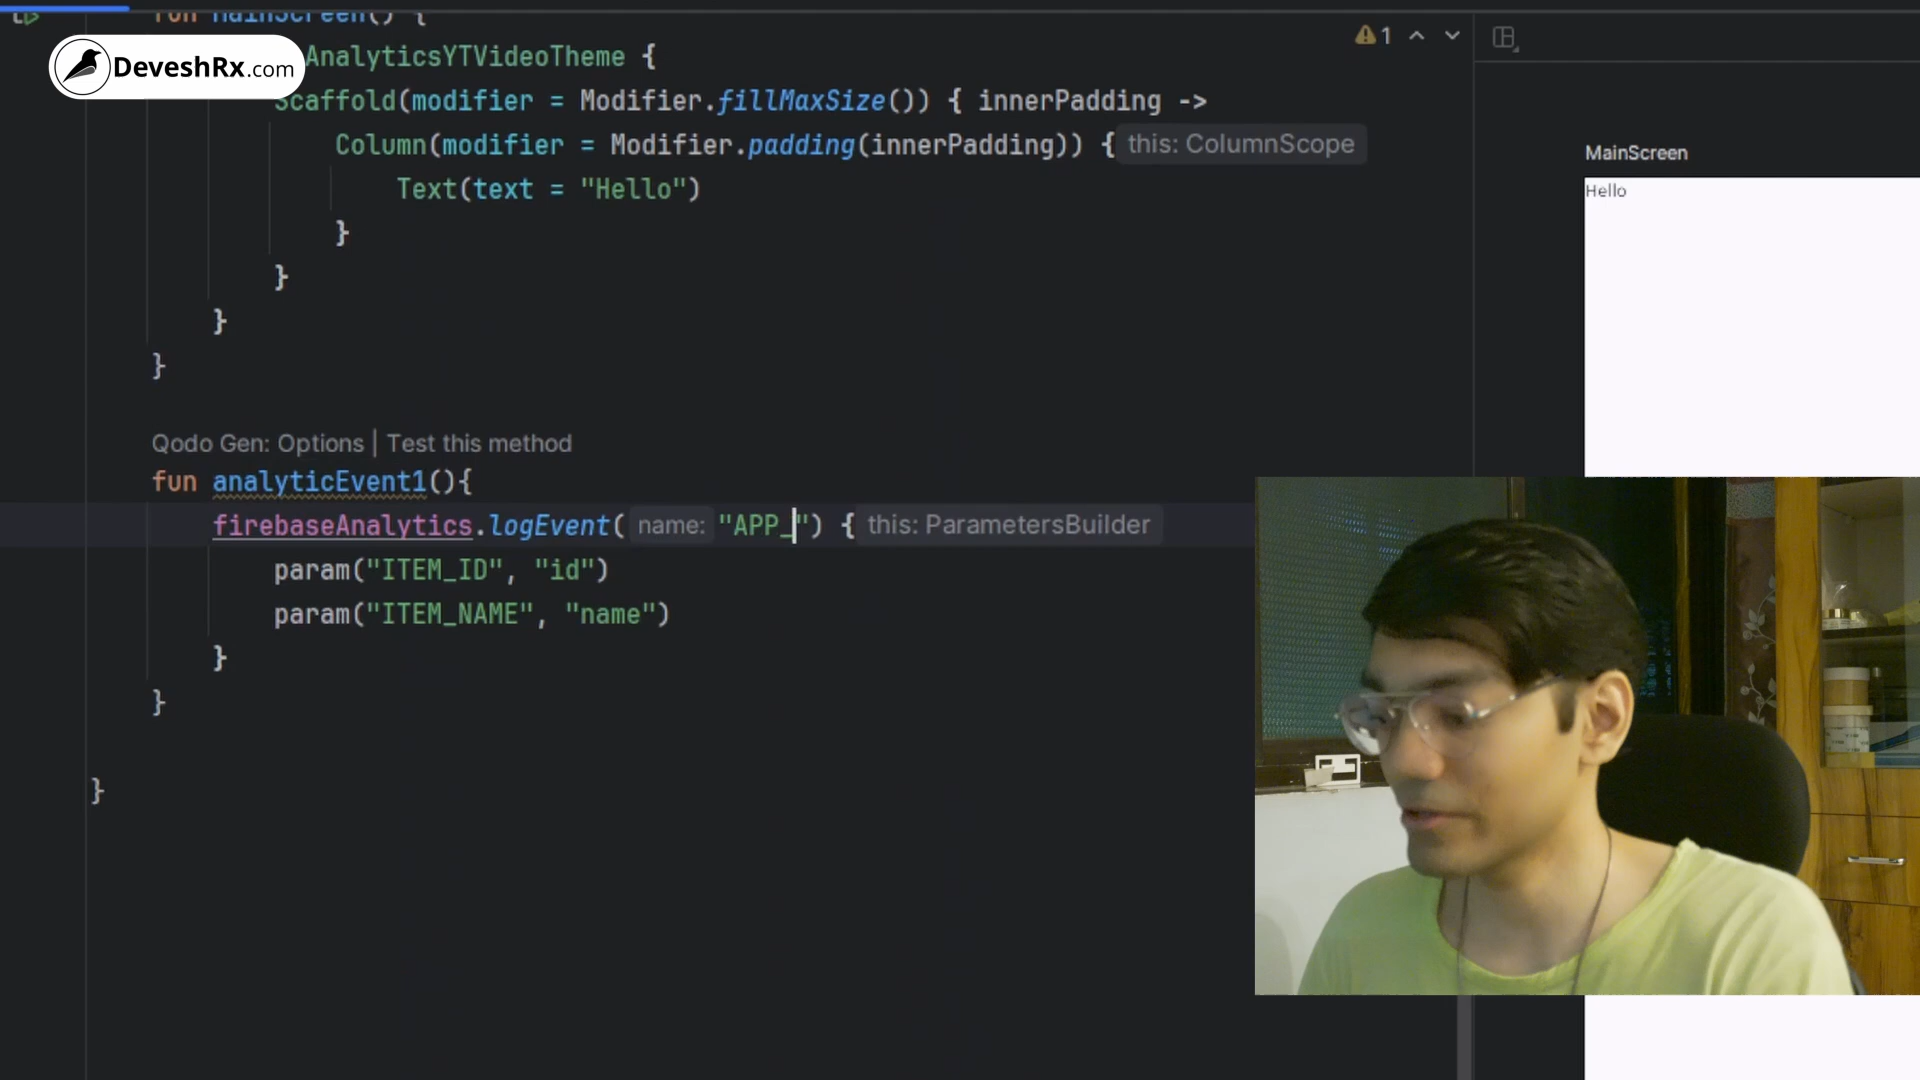 fun MainScreen() {
DeveshRx.com
AnalyticsYTVideoTheme {
Scaffold(modifier = Modifier.fillMaxSize()) { innerPadding ->
Column(modifier = Modifier.padding(innerPadding)) { this: ColumnScope
Text(text = "Hello")
}
}
}
}
Qodo Gen: Options | Test this method
fun analyticEvent1(){
firebaseAnalytics.logEvent( name: "APP_") { this: ParametersBuilder
param("ITEM_ID", "id")
param("ITEM_NAME", "name")
}
}
}
1
MainScreen
Hello